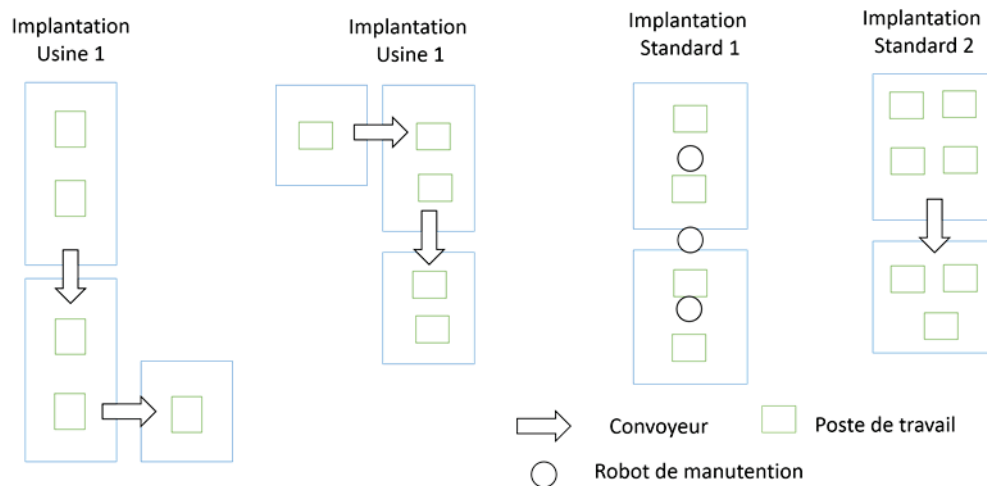 Implantation
Usine 1
Implantation
Usine 1
Implantation
Standard 1
Implantation
Standard 2
Convoyeur
Poste de travail
Robot de manutention